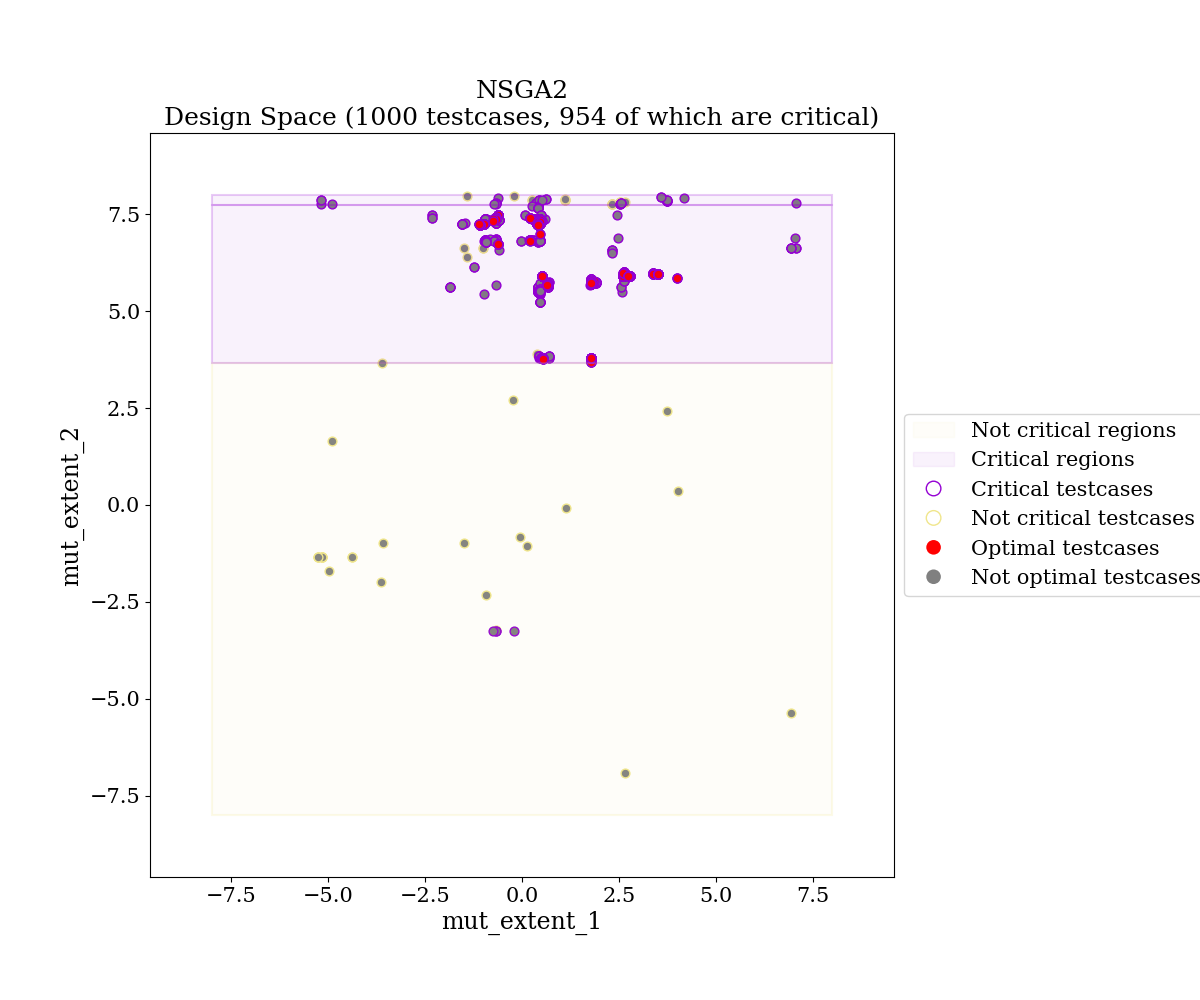 NSGA2
Design Space (1000 testcases, 954 of which are critical)
7.5
5.0
2.5
0.0
−2.5
−5.0
−7.5
mut_extent_2
−7.5
−5.0
−2.5
0.0
2.5
5.0
7.5
mut_extent_1
Not critical regions
Critical regions
Critical testcases
Not critical testcases
Optimal testcases
Not optimal testcases